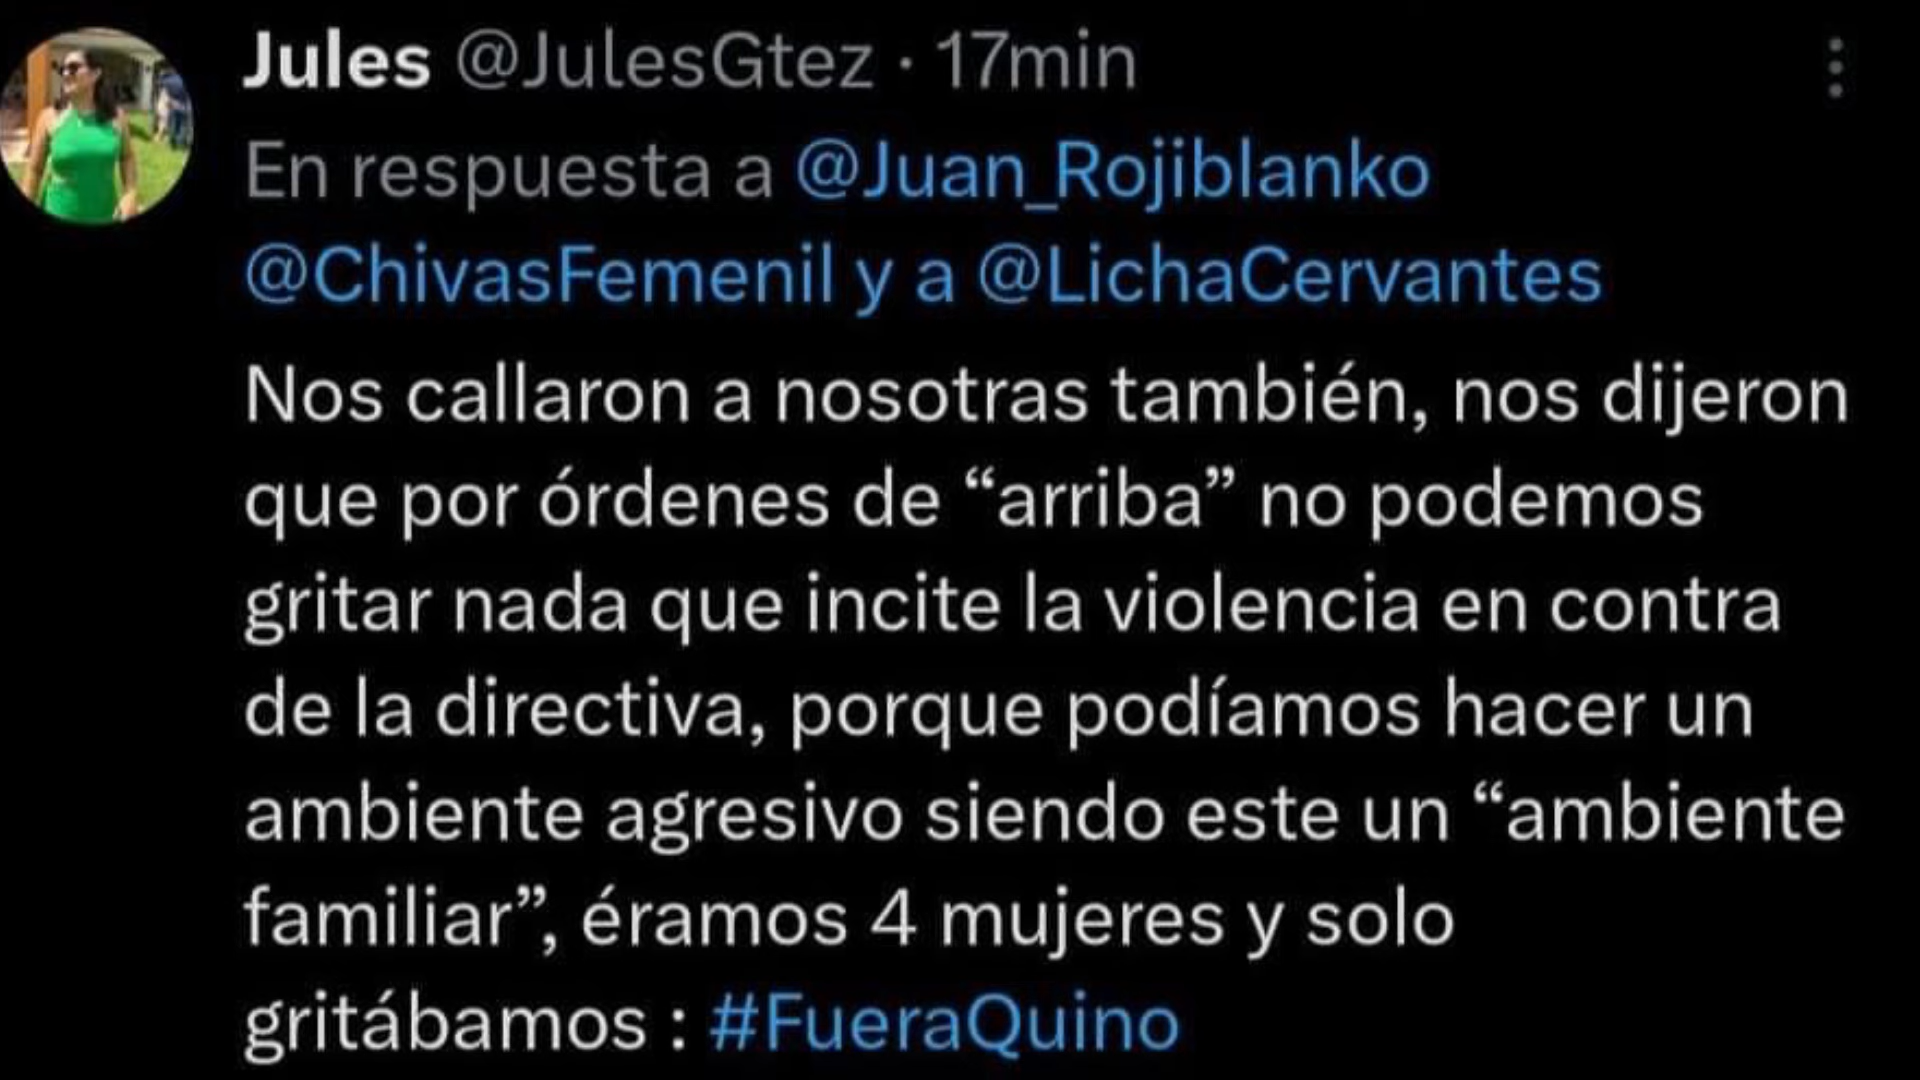 Jules @JulesGtez · 17min
En respuesta a @Juan_Rojiblanko
@ChivasFemenil y a @LichaCervantes
Nos callaron a nosotras también, nos dijeron
que por órdenes de “arriba” no podemos
gritar nada que incite la violencia en contra
de la directiva, porque podíamos hacer un
ambiente agresivo siendo este un “ambiente
familiar”, éramos 4 mujeres y solo
gritábamos : #FueraQuino